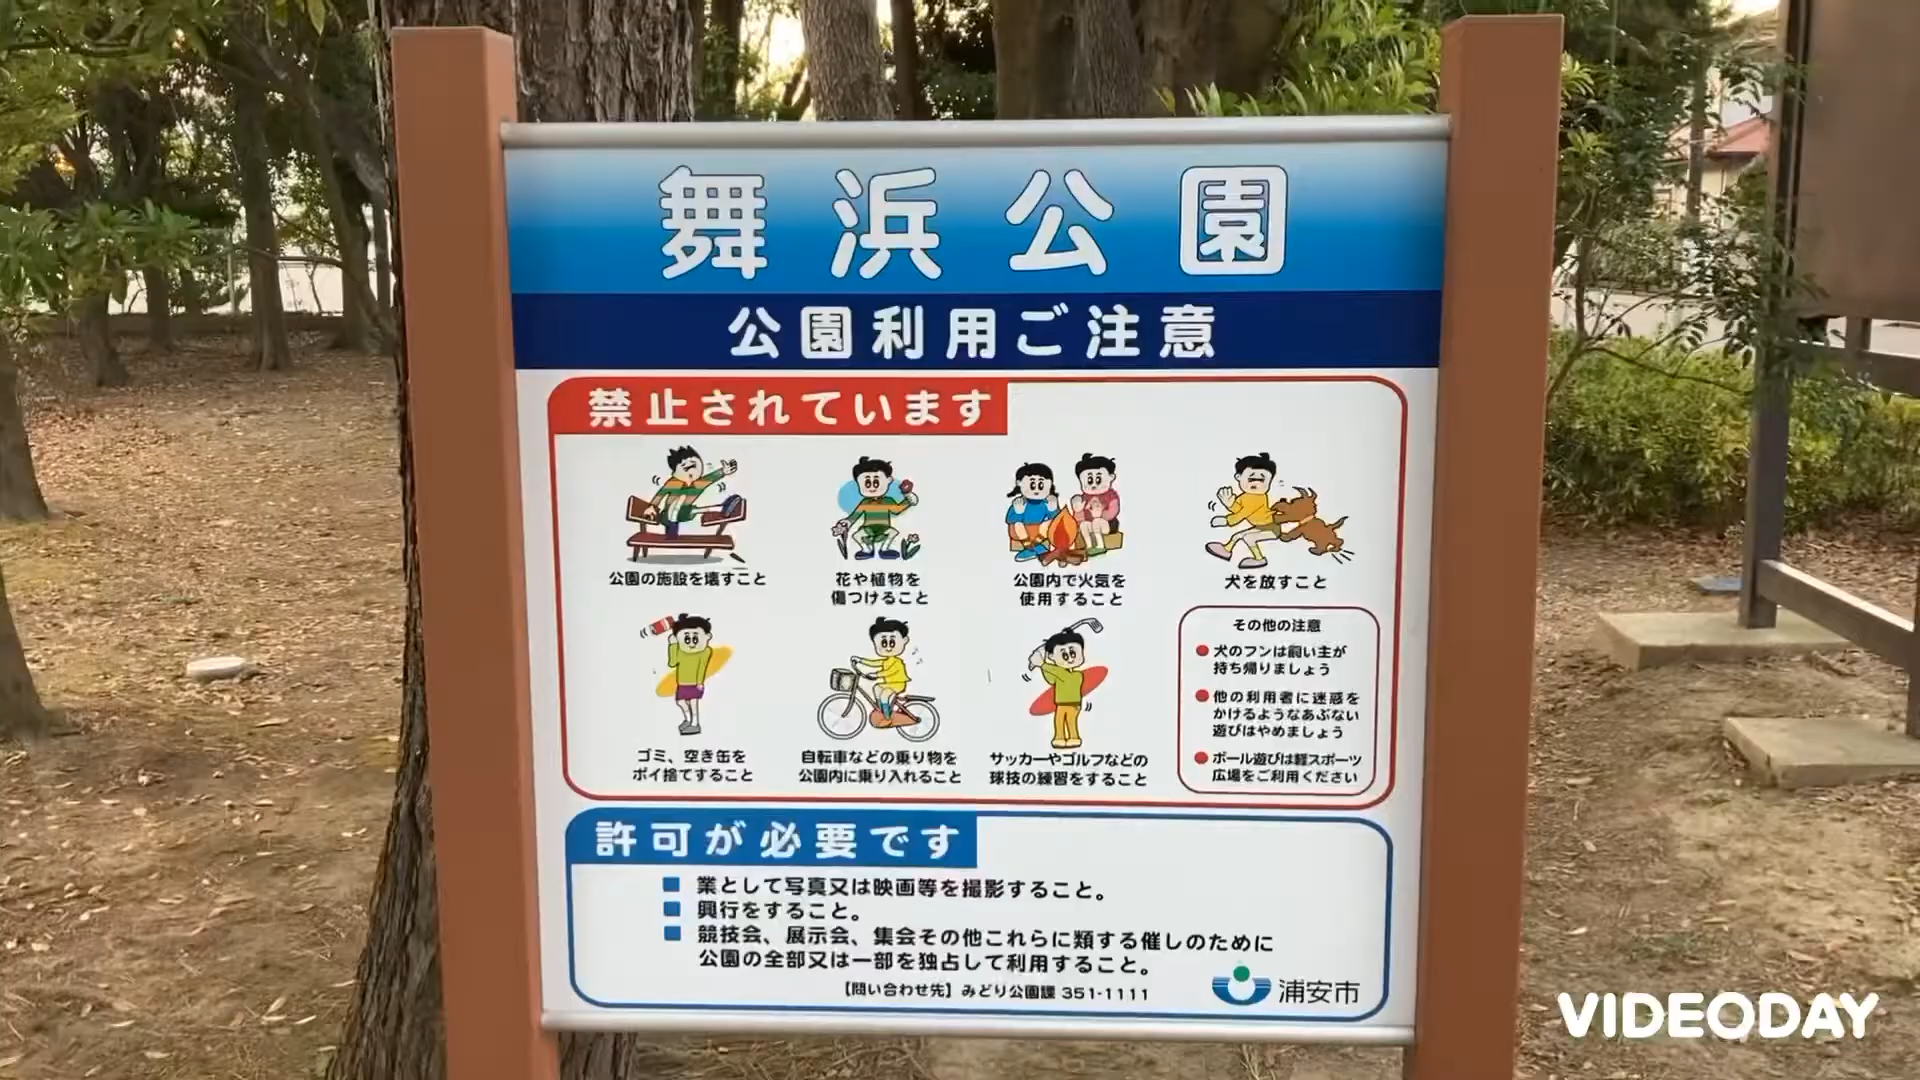 舞浜公園
公園利用ご注意
禁止されています
公園の施設を壊すこと
花や植物を
傷つけること
公園内で火気を
使用すること
犬を放すこと
ゴミ、空き缶を
ポイ捨てすること
自転車などの乗り物を
公園内に乗り入れること
サッカーやゴルフなどの
球技の練習をすること
その他の注意
●犬のフンは飼い主が
持ち帰りましょう
●他の利用者に迷惑を
かけるようなあぶない
遊びはやめましょう
●ボール遊びは軽スポーツ
広場をご利用ください
許可が必要です
■ 業として写真又は映画等を撮影すること。
■ 興行をすること。
■ 競技会、展示会、集会その他これらに類する催しのために
公園の全部又は一部を独占して利用すること。
【問い合わせ先】みどり公園課 351-1111
浦安市
VIDEODAY